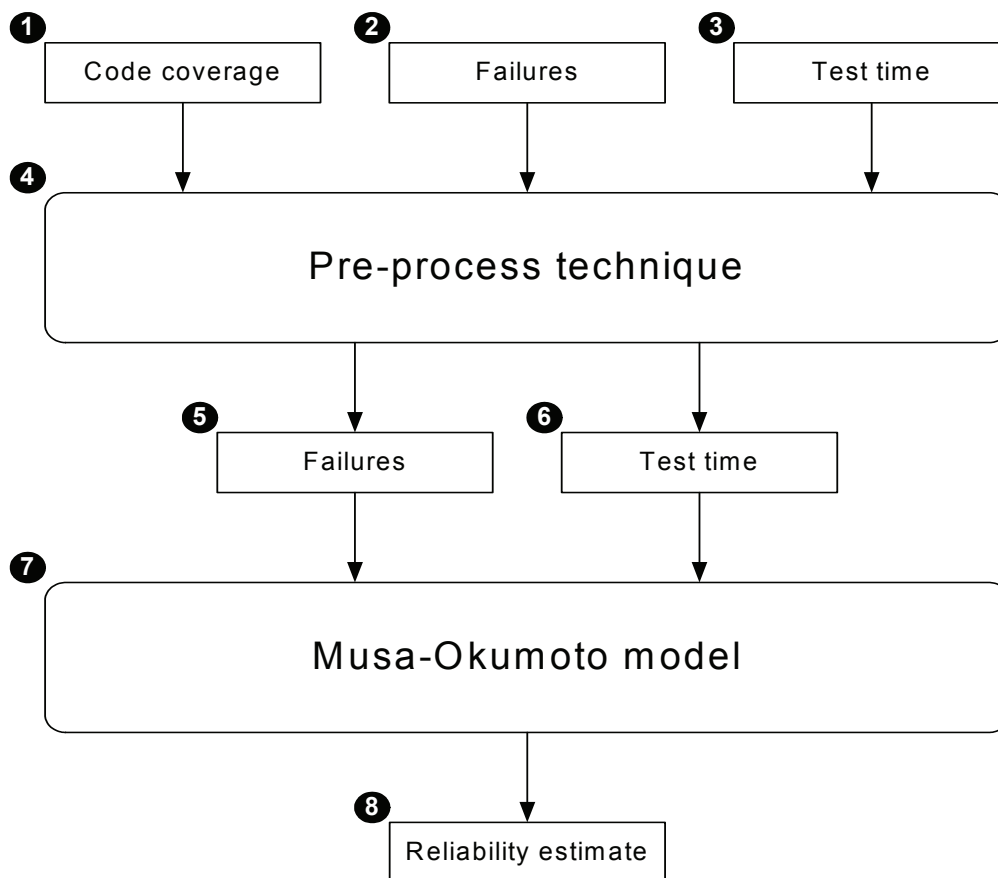 1
Code coverage
2
Failures
3
Test time
4
Pre-process technique
5
Failures
6
Test time
7
Musa-Okumoto model
8
Reliability estimate